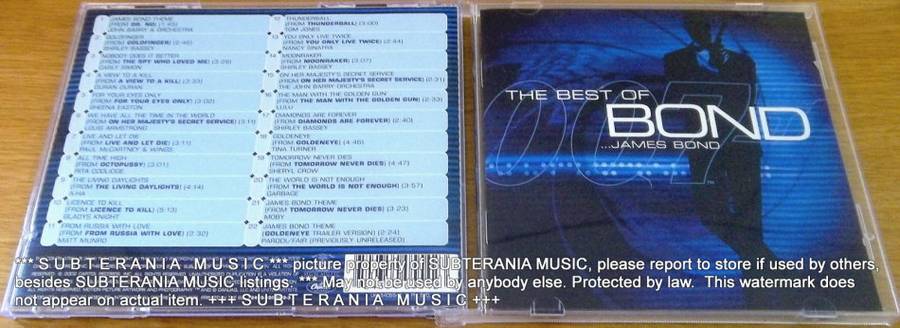 1 JAMES BOND THEME
(FROM DR. NO) (1:45)
JOHN BARRY & ORCHESTRA
2 GOLDFINGER
(FROM GOLDFINGER) (2:48)
SHIRLEY BASSEY
3 NOBODY DOES IT BETTER
(FROM THE SPY WHO LOVED ME) (3:29)
CARLY SIMON
4 A VIEW TO A KILL
(FROM A VIEW TO A KILL) (3:33)
DURAN DURAN
5 FOR YOUR EYES ONLY
(FROM FOR YOUR EYES ONLY) (3:02)
SHEENA EASTON
6 WE HAVE ALL THE TIME IN THE WORLD
(FROM ON HER MAJESTY'S SECRET SERVICE) (3:11)
LOUIS ARMSTRONG
7 LIVE AND LET DIE
(FROM LIVE AND LET DIE) (3:11)
PAUL McCARTNEY & WINGS
8 ALL TIME HIGH
(FROM OCTOPUSSY) (3:01)
RITA COOLIDGE
9 THE LIVING DAYLIGHTS
(FROM THE LIVING DAYLIGHTS) (4:14)
A-HA
10 LICENCE TO KILL
(FROM LICENCE TO KILL) (5:13)
GLADYS KNIGHT
11 FROM RUSSIA WITH LOVE
(FROM FROM RUSSIA WITH LOVE) (2:32)
MATT MUNRO
12 THUNDERBALL
(FROM THUNDERBALL) (3:00)
TOM JONES
13 YOU ONLY LIVE TWICE
(FROM YOU ONLY LIVE TWICE) (2:44)
NANCY SINATRA
14 MOONRAKER
(FROM MOONRAKER) (3:07)
SHIRLEY BASSEY
15 ON HER MAJESTY'S SECRET SERVICE
(FROM ON HER MAJESTY'S SECRET SERVICE) (2:31)
THE JOHN BARRY ORCHESTRA
16 THE MAN WITH THE GOLDEN GUN
(FROM THE MAN WITH THE GOLDEN GUN) (2:33)
LULU
17 DIAMONDS ARE FOREVER
(FROM DIAMONDS ARE FOREVER) (2:40)
SHIRLEY BASSEY
18 GOLDENEYE
(FROM GOLDENEYE) (4:46)
TINA TURNER
19 TOMORROW NEVER DIES
(FROM TOMORROW NEVER DIES) (4:47)
SHERYL CROW
20 THE WORLD IS NOT ENOUGH
(FROM THE WORLD IS NOT ENOUGH) (3:57)
GARBAGE
21 JAMES BOND THEME
(FROM TOMORROW NEVER DIES) (3:23)
MOBY
22 JAMES BOND THEME
(GOLDENEYE TRAILER VERSION) (2:24)
PARODI/FAIR (PREVIOUSLY UNRELEASED)
THE BEST OF
BOND
...JAMES BOND
007
*** S U B T E R A N I A   M U S I C *** picture property of SUBTERANIA MUSIC, please report to store if used by others,
besides SUBTERANIA MUSIC listings. *** May not be used by anybody else. Protected by law. This watermark does
not appear on actual item. +++ S U B T E R A N I A   M U S I C +++